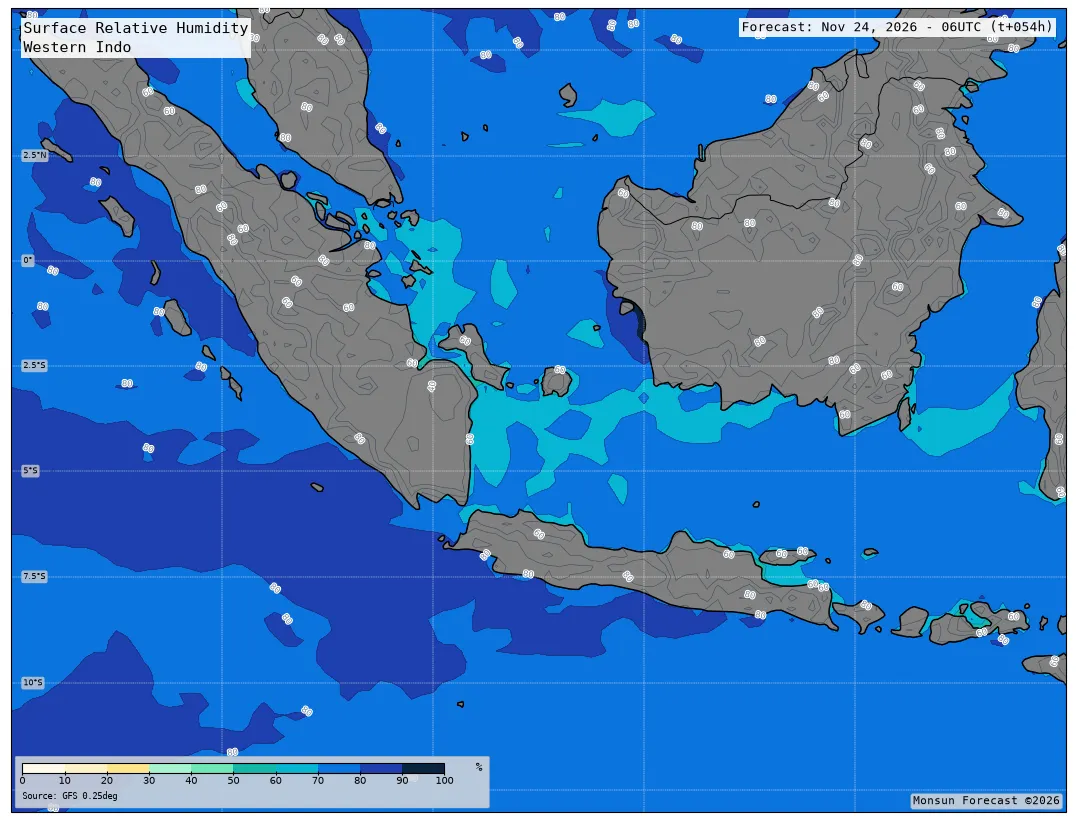 Surface Relative Humidity
Western Indo
Forecast: Nov 24, 2026 - 06UTC (t+054h)
2.5°N
0°
2.5°S
5°S
7.5°S
10°S
0 10 20 30 40 50 60 70 80 90 100
%
Source: GFS 0.25deg
Monsun Forecast ©2026